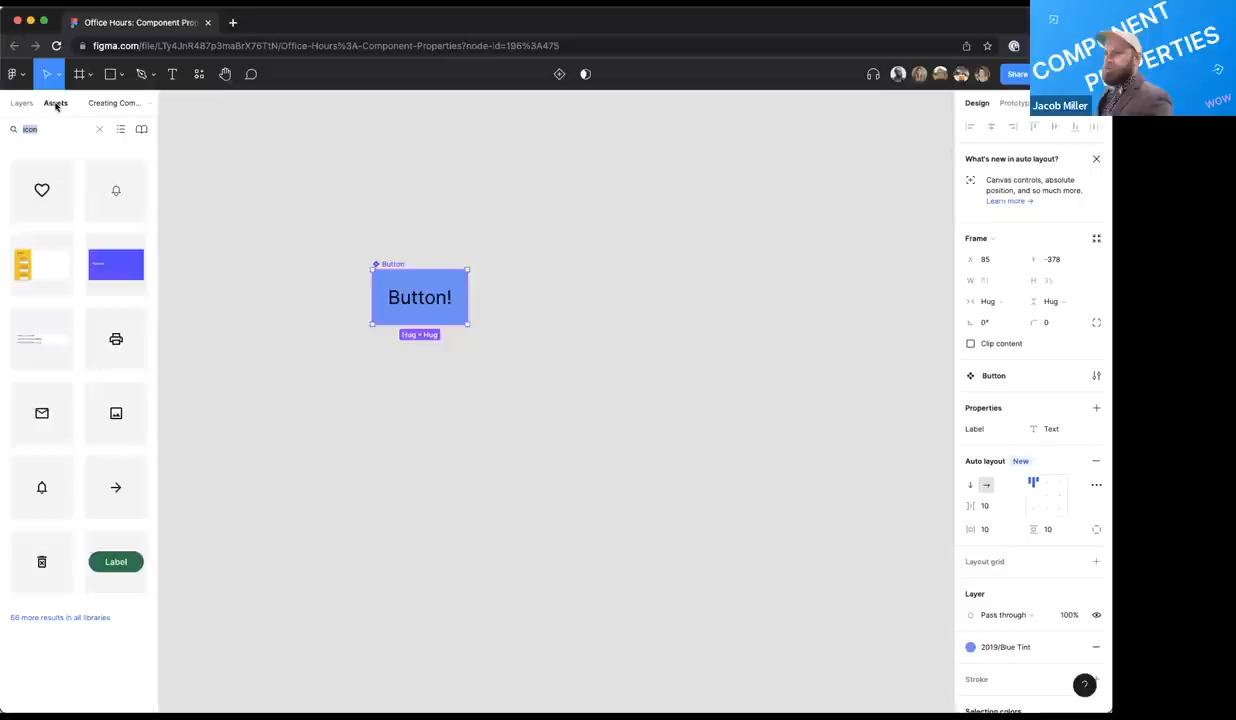 Office Hours: Component Prop
figma.com/file/LTy4JnR487p3maBrX76TtN/Office-Hours%3A-Component-Properties?node-id=196%3A475
Share
COMPONENT
PROPERTIES
WOW
Jacob Miller
Layers Assets Creating Com...
Design Prototyp
icon
What's new in auto layout?
Canvas controls, absolute
position, and so much more.
Learn more →
Frame
X 85 Y -378
W 81 H 35
Hug Hug
0° 0
Clip content
Button
Button!
Hug × Hug
Button
Properties
Label T Text
Auto layout New
10
10 10
Layout grid
Layer
Pass through 100%
2019/Blue Tint
Stroke
Selection colors
Label
66 more results in all libraries
?